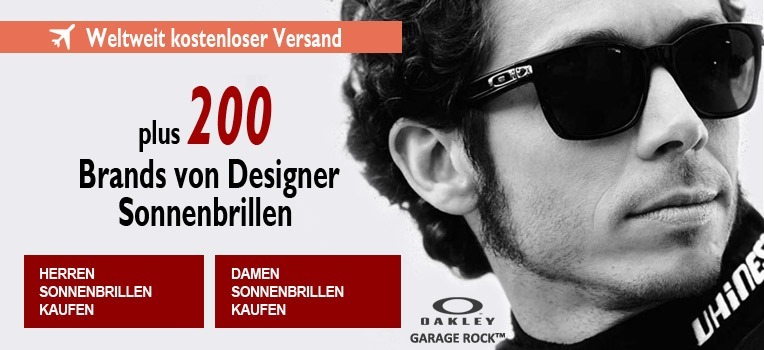 Weltweit kostenloser Versand
plus 200
Brands von Designer
Sonnenbrillen
HERREN
SONNENBRILLEN
KAUFEN
DAMEN
SONNENBRILLEN
KAUFEN
OAKLEY
GARAGE ROCK™